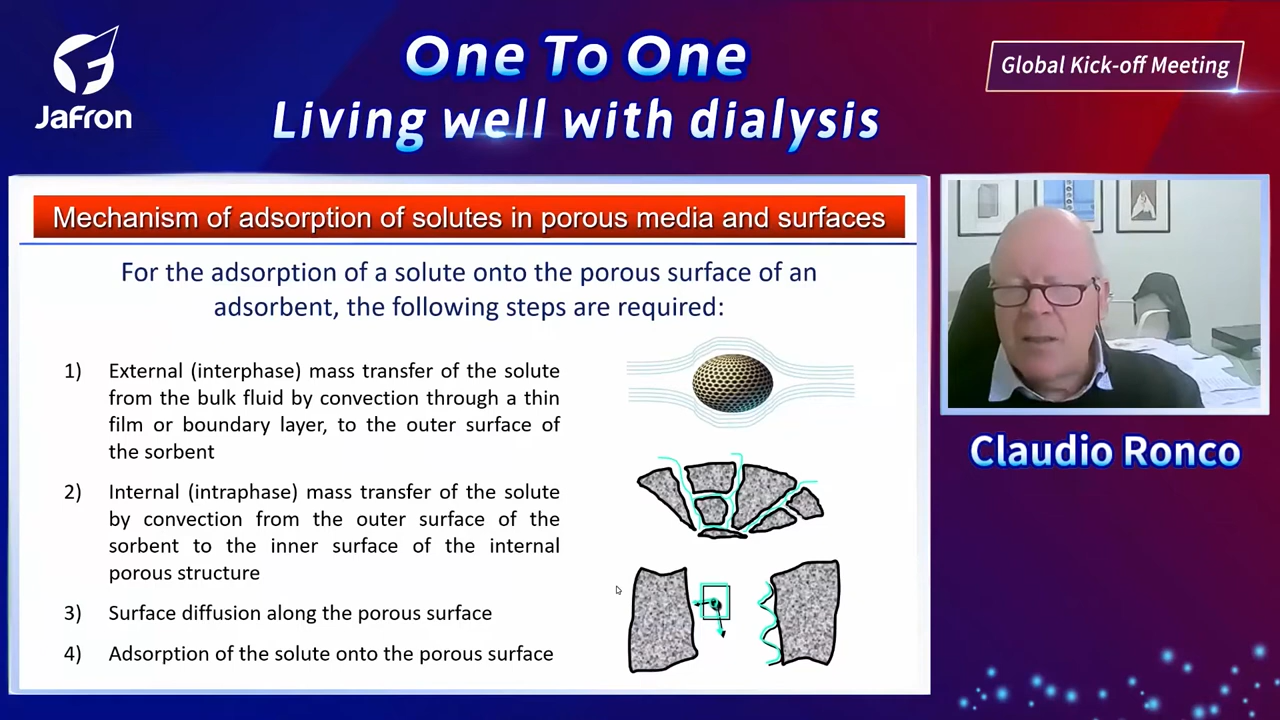 JaFron
One To One
Living well with dialysis
Global Kick-off Meeting
Mechanism of adsorption of solutes in porous media and surfaces
For the adsorption of a solute onto the porous surface of an
adsorbent, the following steps are required:
1) External (interphase) mass transfer of the solute
from the bulk fluid by convection through a thin
film or boundary layer, to the outer surface of
the sorbent
2) Internal (intraphase) mass transfer of the solute
by convection from the outer surface of the
sorbent to the inner surface of the internal
porous structure
3) Surface diffusion along the porous surface
4) Adsorption of the solute onto the porous surface
Claudio Ronco